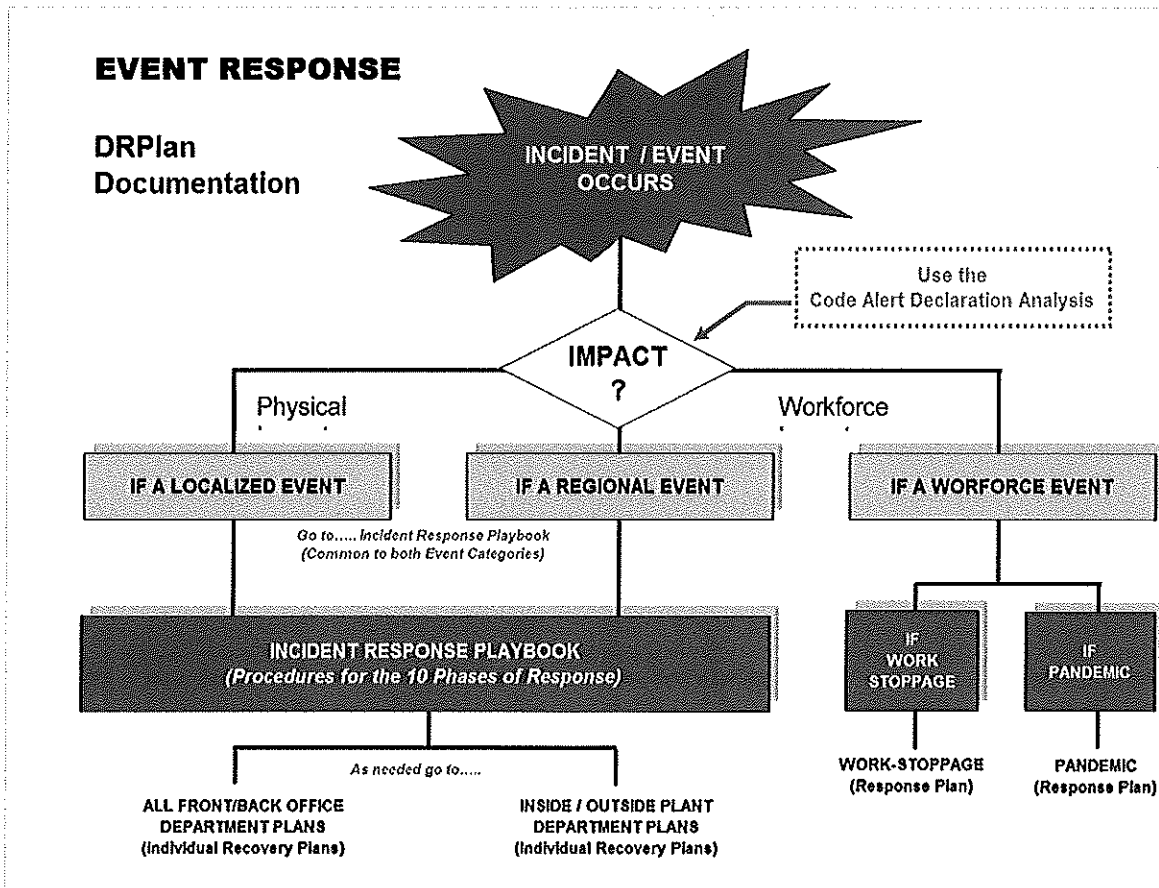 EVENT RESPONSE
DRPlan
Documentation
INCIDENT / EVENT
OCCURS
Use the
Code Alert Declaration Analysis
IMPACT
?
Physical
Workforce
IF A LOCALIZED EVENT
IF A REGIONAL EVENT
IF A WORFORCE EVENT
Go to..... Incident Response Playbook
(Common to both Event Categories)
INCIDENT RESPONSE PLAYBOOK
(Procedures for the 10 Phases of Response)
IF
WORK
STOPPAGE
IF
PANDEMIC
As needed go to.....
WORK-STOPPAGE
(Response Plan)
PANDEMIC
(Response Plan)
ALL FRONT/BACK OFFICE
DEPARTMENT PLANS
(Individual Recovery Plans)
INSIDE / OUTSIDE PLANT
DEPARTMENT PLANS
(Individual Recovery Plans)